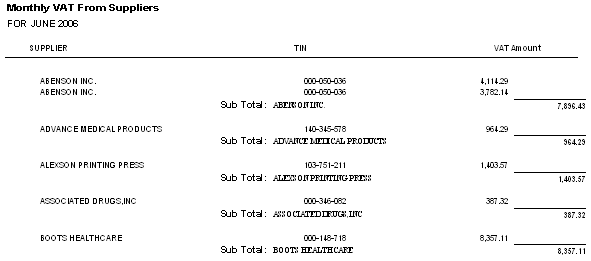 Monthly VAT From Suppliers
FOR JUNE 2006
SUPPLIER TIN VAT Amount
ABENSON INC. 000-050-036 4,114.29
ABENSON INC. 000-050-036 3,782.14
Sub Total: ABENSON INC. 7,896.43
ADVANCE MEDICAL PRODUCTS 140-345-578 964.29
Sub Total: ADVANCE MEDICAL PRODUCTS 964.29
ALEXSON PRINTING PRESS 103-751-211 1,403.57
Sub Total: ALEXSON PRINTING PRESS 1,403.57
ASSOCIATED DRUGS,INC 000-346-082 387.32
Sub Total: ASSOCIATED DRUGS,INC 387.32
BOOTS HEALTHCARE 000-148-718 8,357.11
Sub Total: BOOTS HEALTHCARE 8,357.11